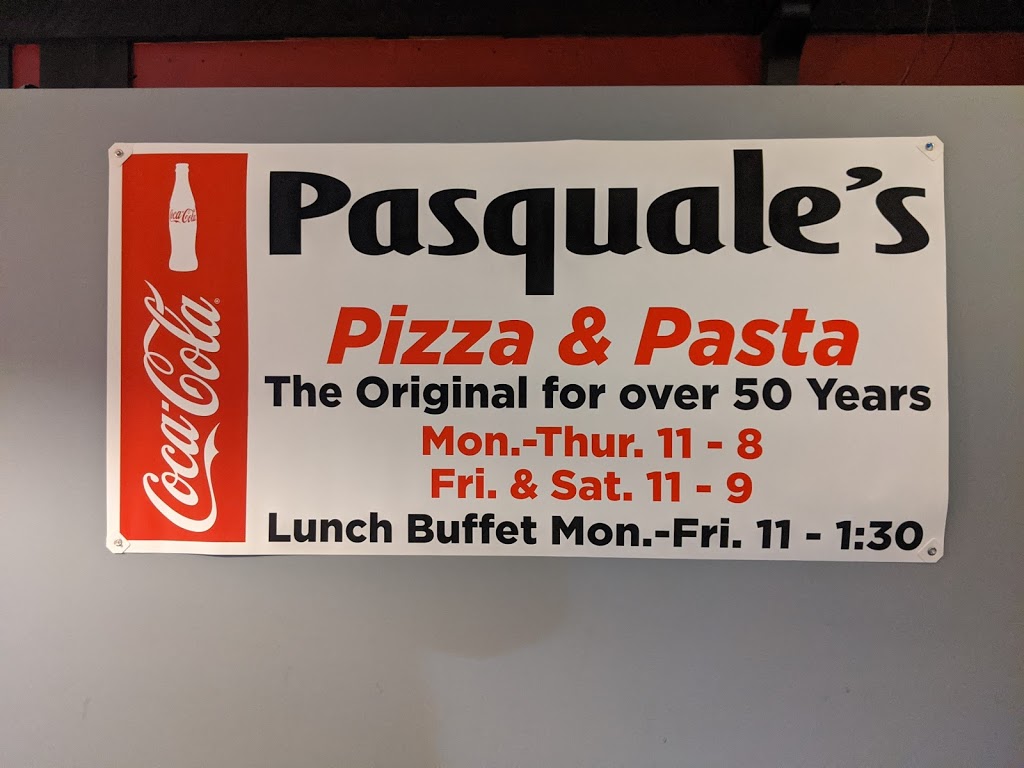 Coca-Cola
Coca-Cola®
Pasquale's
Pizza & Pasta
The Original for over 50 Years
Mon.-Thur. 11 - 8
Fri. & Sat. 11 - 9
Lunch Buffet Mon.-Fri. 11 - 1:30